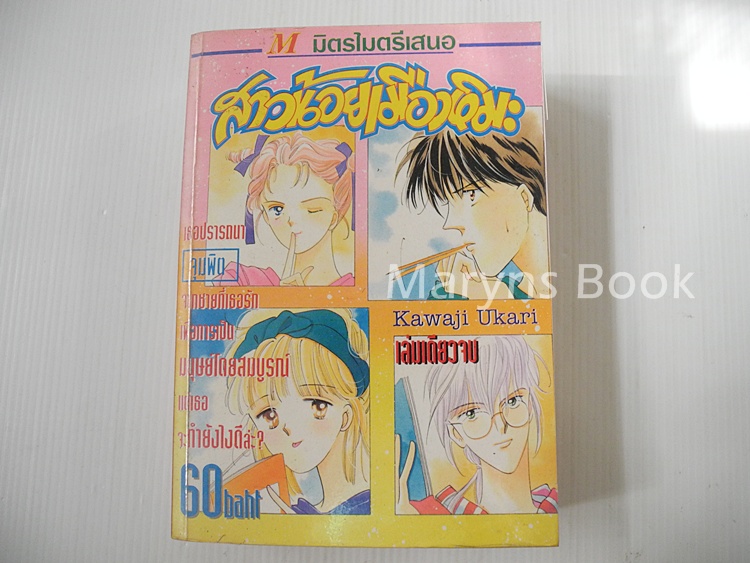 M มิตรไมตรีเสนอ
สาวน้อยเมืองหิมะ
เธอปรารถนา
จุมพิต
จากชายที่เธอรัก
เพื่อการเป็น
มนุษย์โดยสมบูรณ์
แต่เธอ
จะทำยังไงดีล่ะ?
60 baht
Maryns Book
Kawaji Ukari
เล่มเดียวจบ